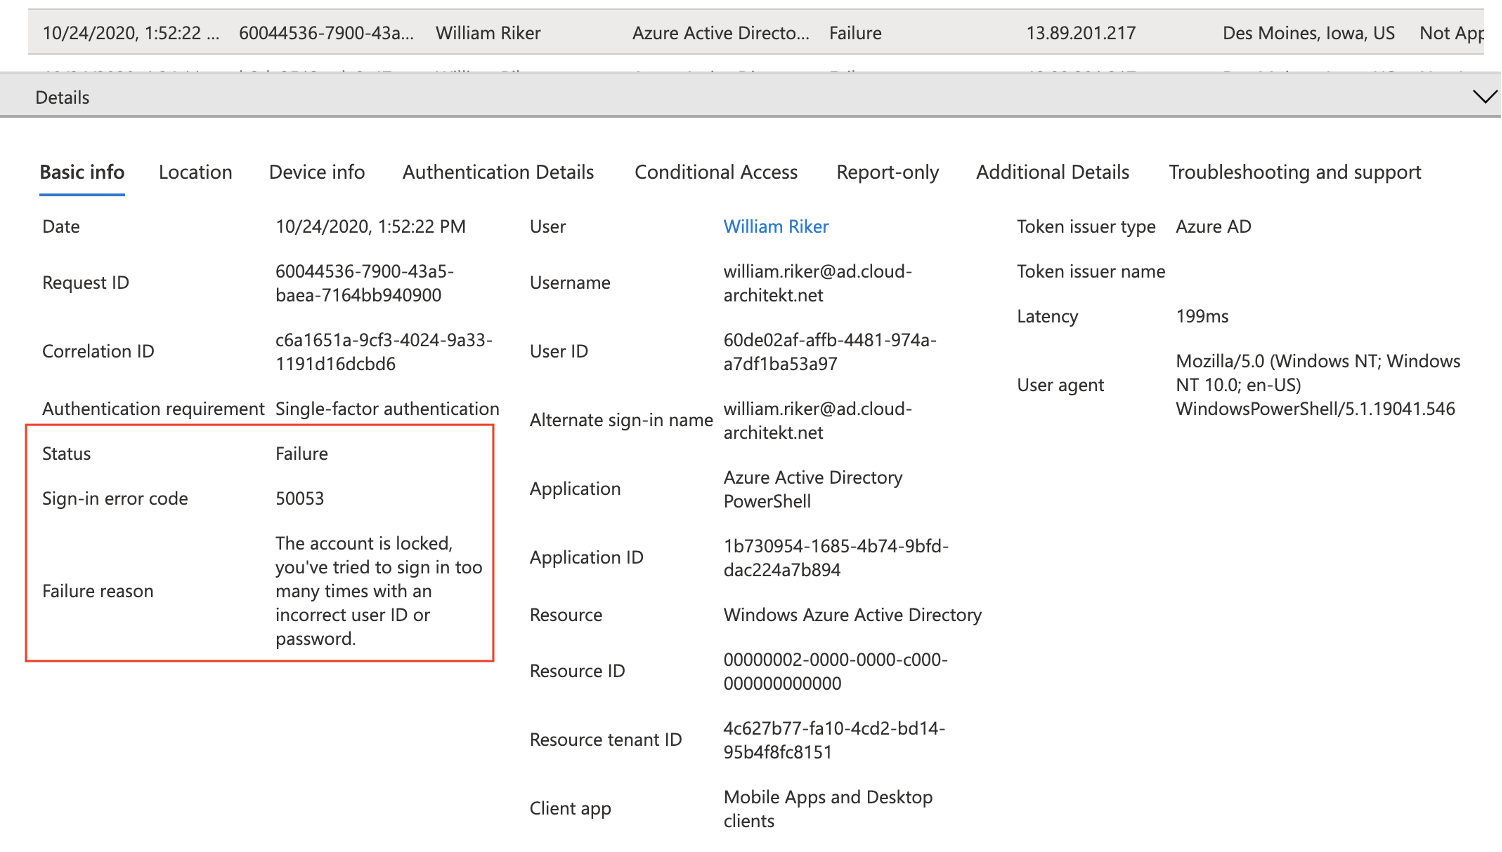 10/24/2020, 1:52:22 ... 60044536-7900-43a... William Riker Azure Active Directo... Failure 13.89.201.217 Des Moines, Iowa, US Not App
Details
Basic info Location Device info Authentication Details Conditional Access Report-only Additional Details Troubleshooting and support
Date 10/24/2020, 1:52:22 PM
Request ID 60044536-7900-43a5-
baea-7164bb940900
Correlation ID c6a1651a-9cf3-4024-9a33-
1191d16dcbd6
Authentication requirement Single-factor authentication
Status Failure
Sign-in error code 50053
Failure reason The account is locked,
you've tried to sign in too
many times with an
incorrect user ID or
password.
User William Riker
Username william.riker@ad.cloud-
architekt.net
User ID 60de02af-affb-4481-974a-
a7df1ba53a97
Alternate sign-in name william.riker@ad.cloud-
architekt.net
Application Azure Active Directory
PowerShell
Application ID 1b730954-1685-4b74-9bfd-
dac224a7b894
Resource Windows Azure Active Directory
Resource ID 00000002-0000-0000-c000-
000000000000
Resource tenant ID 4c627b77-fa10-4cd2-bd14-
95b4f8fc8151
Client app Mobile Apps and Desktop
clients
Token issuer type Azure AD
Token issuer name
Latency 199ms
User agent Mozilla/5.0 (Windows NT; Windows
NT 10.0; en-US)
WindowsPowerShell/5.1.19041.546